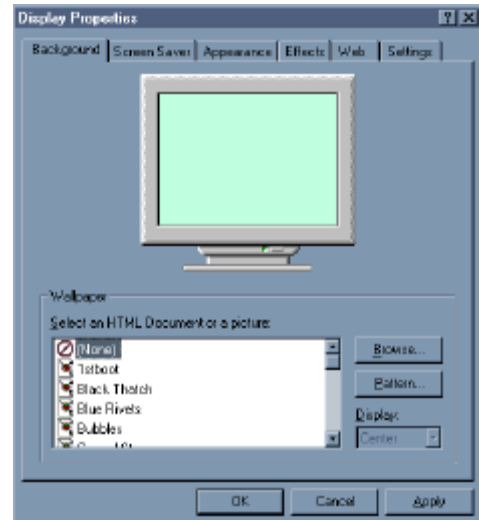 Display Properties
Background Screen Saver Appearance Effects Web Settings
Wallpaper
Select an HTML Document or a picture:
(None)
1stboot
Black Thatch
Blue Rivets
Bubbles
Browse...
Pattern...
Display:
Center
OK Cancel Apply